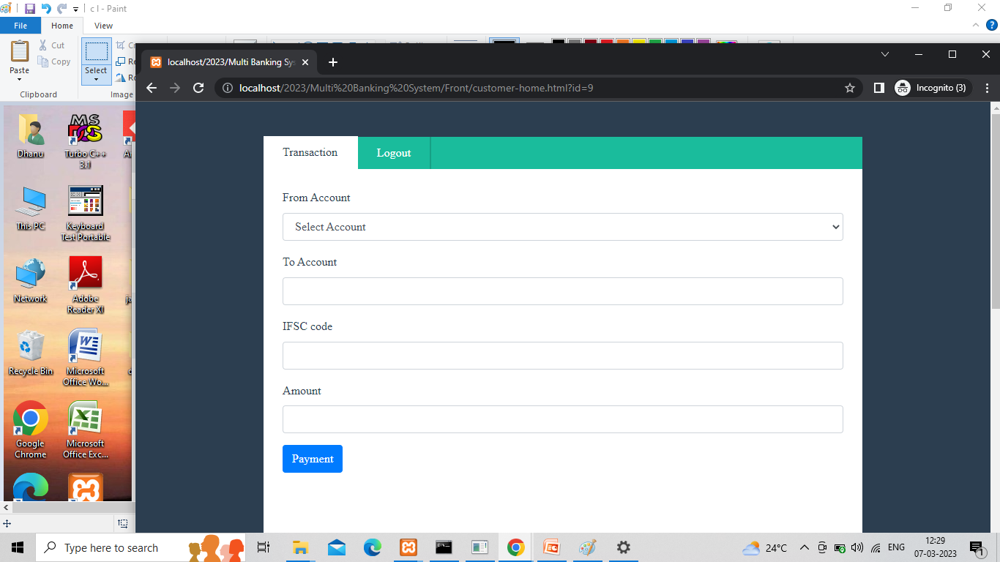 c l - Paint
File
Home
View
Paste
Cut
Copy
Clipboard
Select
Image
localhost/2023/Multi Banking Sys
localhost/2023/Multi%20Banking%20System/Front/customer-home.html?id=9
Incognito (3)
Transaction
Logout
From Account
Select Account
To Account
IFSC code
Amount
Payment
Dhanu
Turbo C++
3.1
This PC
Keyboard
Test Portable
Network
Adobe
Reader XI
Recycle Bin
Microsoft
Office Wo...
Google
Chrome
Microsoft
Office Exc...
Type here to search
24°C
ENG
12:29
07-03-2023
1